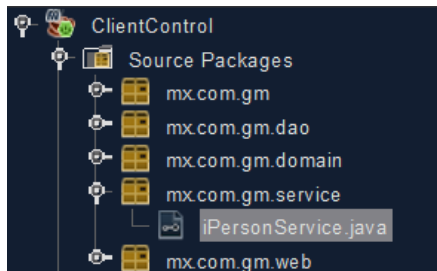 ClientControl
Source Packages
mx.com.gm
mx.com.gm.dao
mx.com.gm.domain
mx.com.gm.service
iPersonService.java
mx.com.gm.web